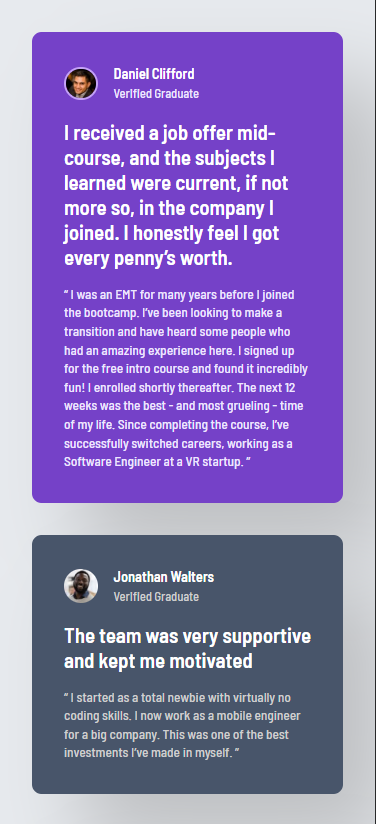 Daniel Clifford
Verified Graduate
I received a job offer mid-
course, and the subjects I
learned were current, if not
more so, in the company I
joined. I honestly feel I got
every penny’s worth.
“ I was an EMT for many years before I joined
the bootcamp. I’ve been looking to make a
transition and have heard some people who
had an amazing experience here. I signed up
for the free intro course and found it incredibly
fun! I enrolled shortly thereafter. The next 12
weeks was the best - and most grueling - time
of my life. Since completing the course, I’ve
successfully switched careers, working as a
Software Engineer at a VR startup. ”
Jonathan Walters
Verified Graduate
The team was very supportive
and kept me motivated
“ I started as a total newbie with virtually no
coding skills. I now work as a mobile engineer
for a big company. This was one of the best
investments I’ve made in myself. ”